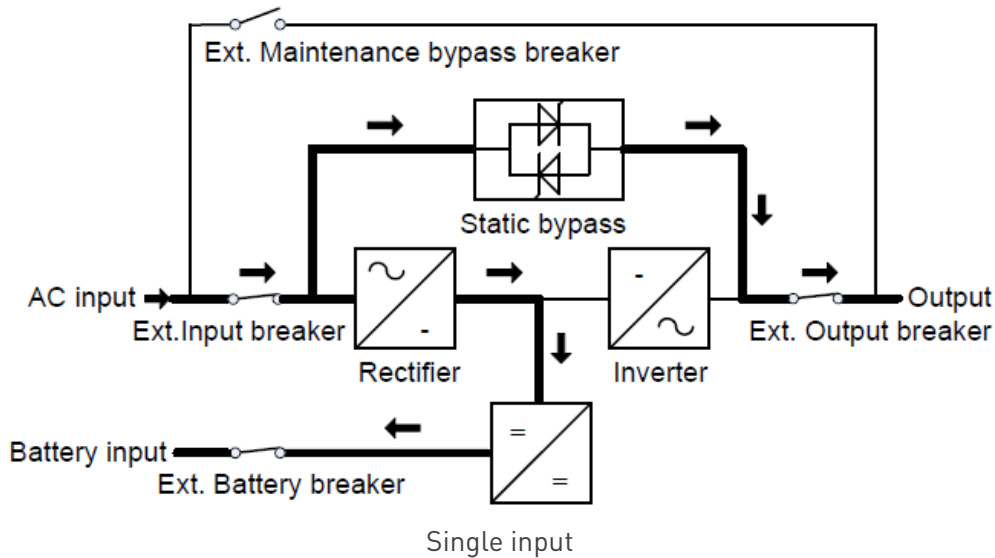 Ext. Maintenance bypass breaker
Static bypass
AC input
Output
Ext.Input breaker
Ext. Output breaker
-
-
Rectifier
Inverter
=
=
Battery input
Ext. Battery breaker
Single input